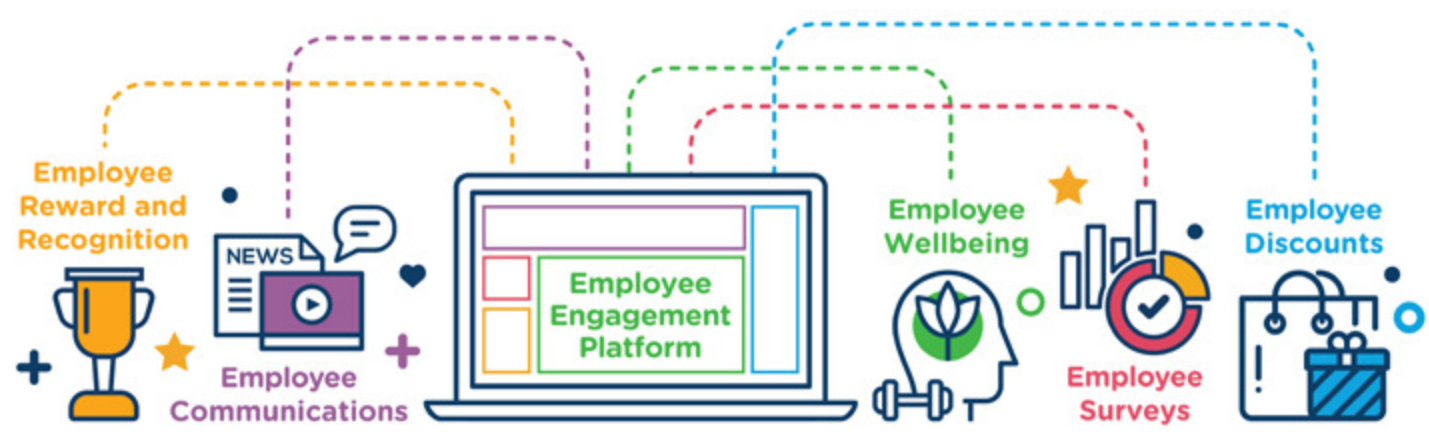 Employee
Reward and
Recognition
NEWS
Employee
Communications
Employee
Engagement
Platform
Employee
Wellbeing
Employee
Surveys
Employee
Discounts